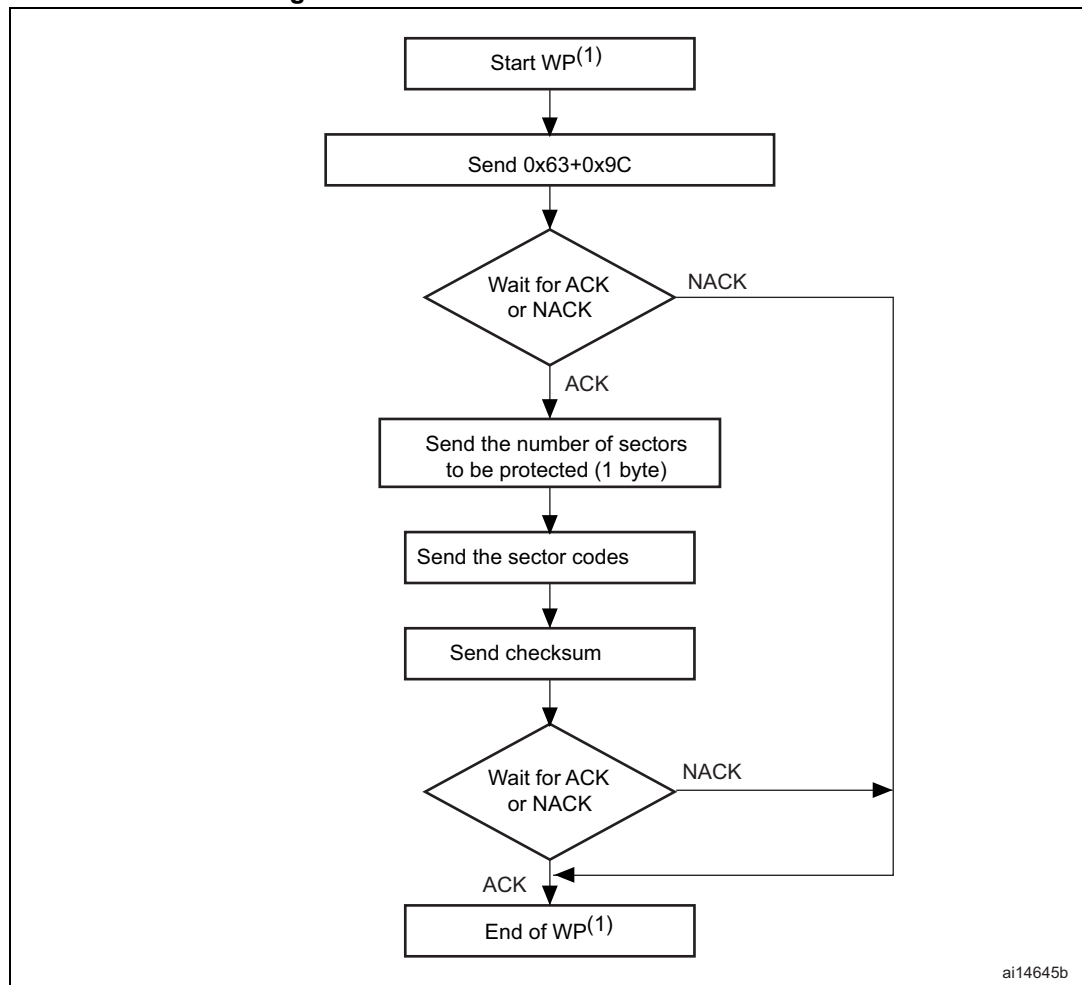 Start WP(1)
Send 0x63+0x9C
Wait for ACK
or NACK
NACK
ACK
Send the number of sectors
to be protected (1 byte)
Send the sector codes
Send checksum
Wait for ACK
or NACK
NACK
ACK
End of WP(1)
ai14645b